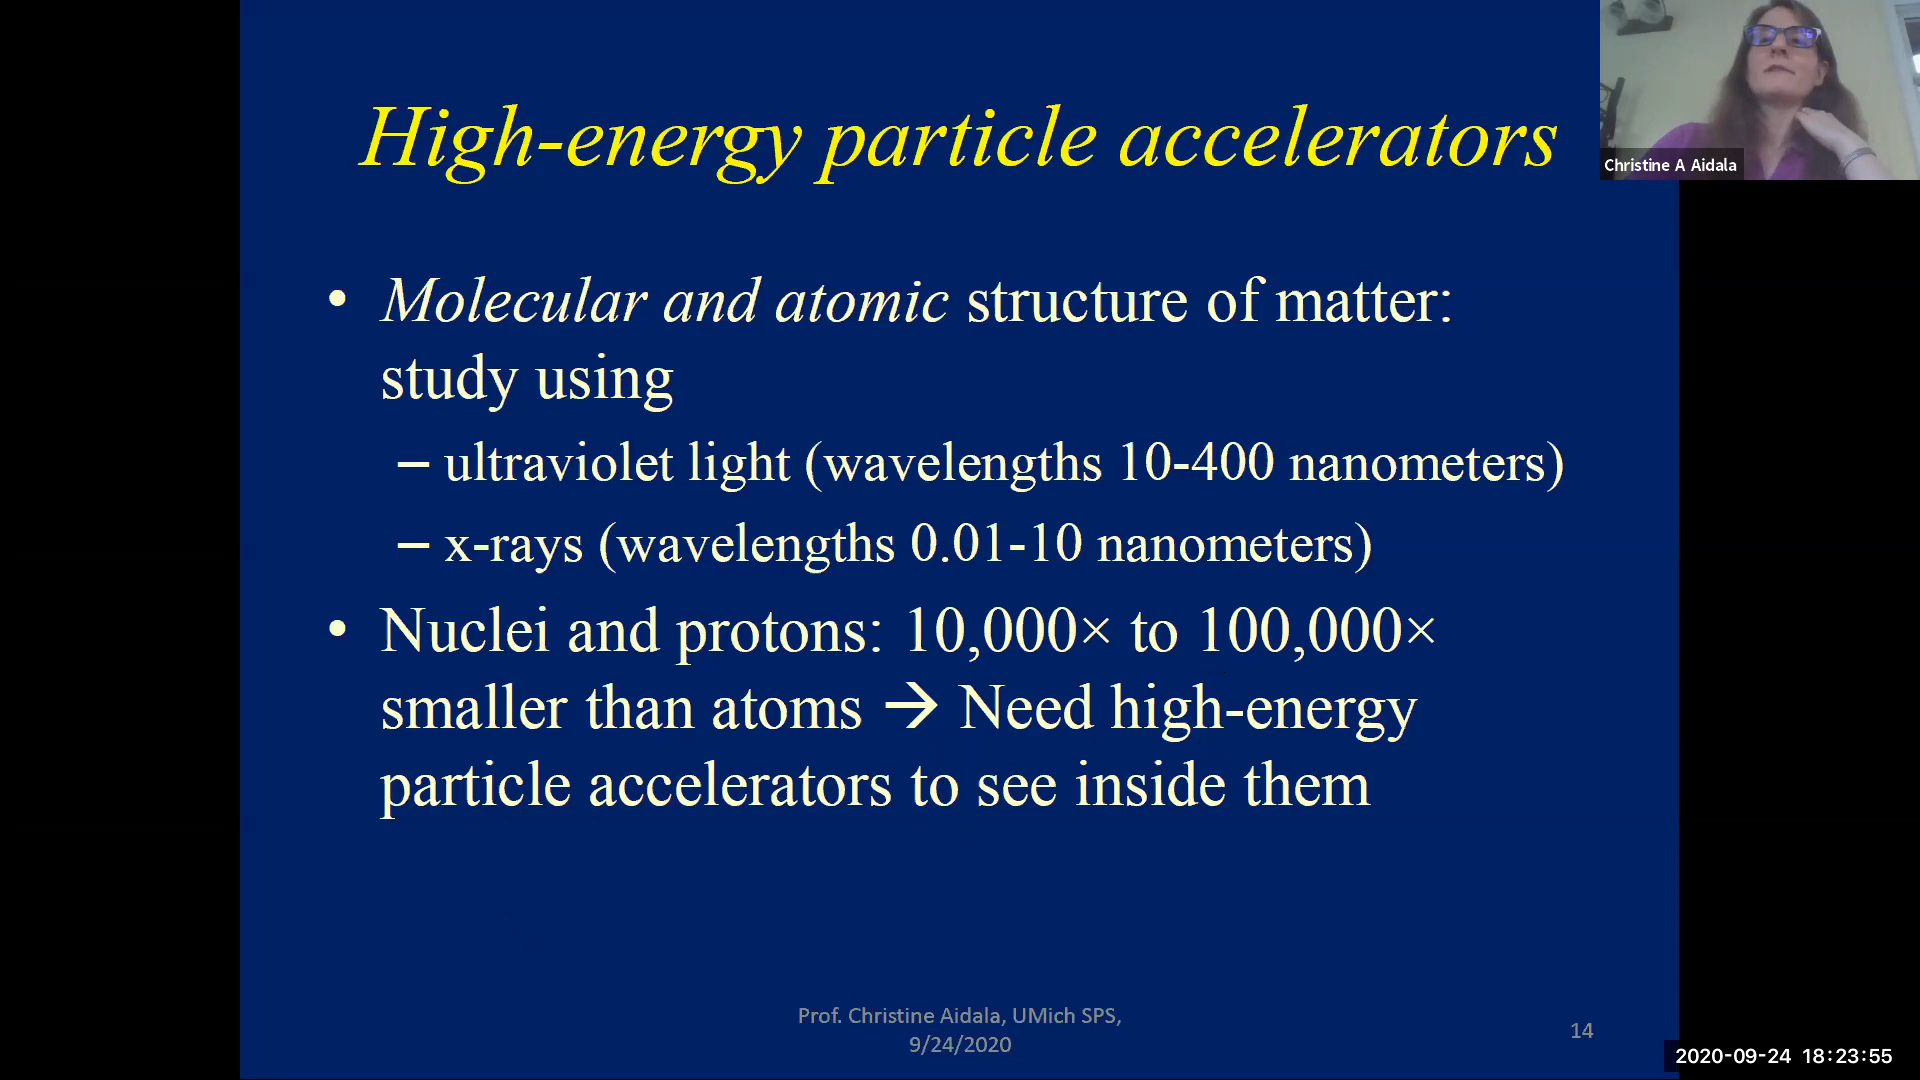 High-energy particle accelerators
Christine A Aidala
• Molecular and atomic structure of matter:
study using
– ultraviolet light (wavelengths 10-400 nanometers)
– x-rays (wavelengths 0.01-10 nanometers)
• Nuclei and protons: 10,000× to 100,000×
smaller than atoms → Need high-energy
particle accelerators to see inside them
Prof. Christine Aidala, UMich SPS,
9/24/2020
14
2020-09-24 18:23:55